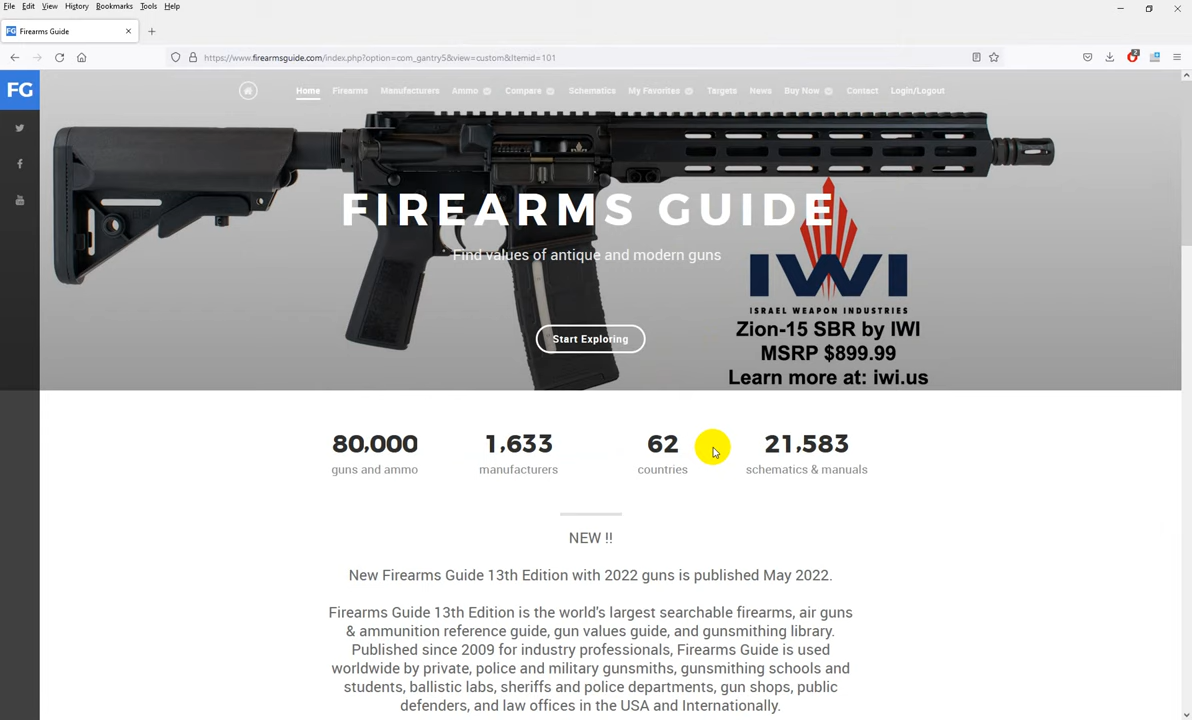 File Edit View History Bookmarks Tools Help
FG Firearms Guide
https://www.firearmsguide.com/index.php?option=com_gantry5&view=custom&Itemid=101
2
FG
Home Firearms Manufacturers Ammo Compare Schematics My Favorites Targets News Buy Now Contact Login/Logout
IWI
FIREARMS GUIDE
Find values of antique and modern guns
IWI
ISRAEL WEAPON INDUSTRIES
Zion-15 SBR by IWI
MSRP $899.99
Learn more at: iwi.us
Start Exploring
80,000 1,633 62 21,583
guns and ammo manufacturers countries schematics & manuals
NEW !!
New Firearms Guide 13th Edition with 2022 guns is published May 2022.
Firearms Guide 13th Edition is the world's largest searchable firearms, air guns
& ammunition reference guide, gun values guide, and gunsmithing library.
Published since 2009 for industry professionals, Firearms Guide is used
worldwide by private, police and military gunsmiths, gunsmithing schools and
students, ballistic labs, sheriffs and police departments, gun shops, public
defenders, and law offices in the USA and Internationally.